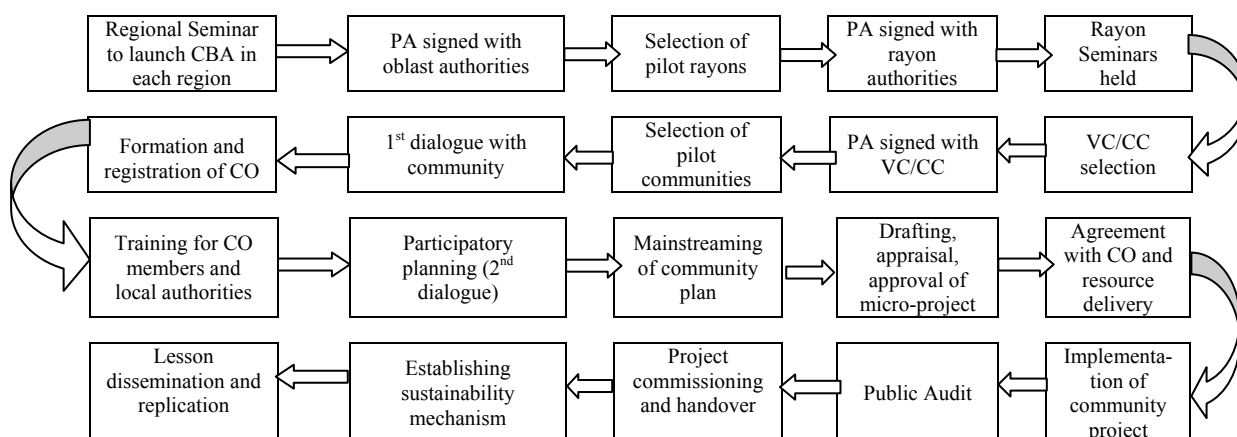 Regional Seminar
to launch CBA in
each region
PA signed with
oblast authorities
Selection of
pilot rayons
PA signed with
rayon
authorities
Rayon
Seminars
held
VC/CC
selection
PA signed with
VC/CC
Selection of
pilot
communities
1st dialogue with
community
Formation and
registration of CO
Training for CO
members and
local authorities
Participatory
planning (2nd
dialogue)
Mainstreaming
of community
plan
Drafting,
appraisal,
approval of
micro-project
Agreement
with CO and
resource
delivery
Implementa-
tion of
community
project
Public Audit
Project
commissioning
and handover
Establishing
sustainability
mechanism
Lesson
dissemination and
replication